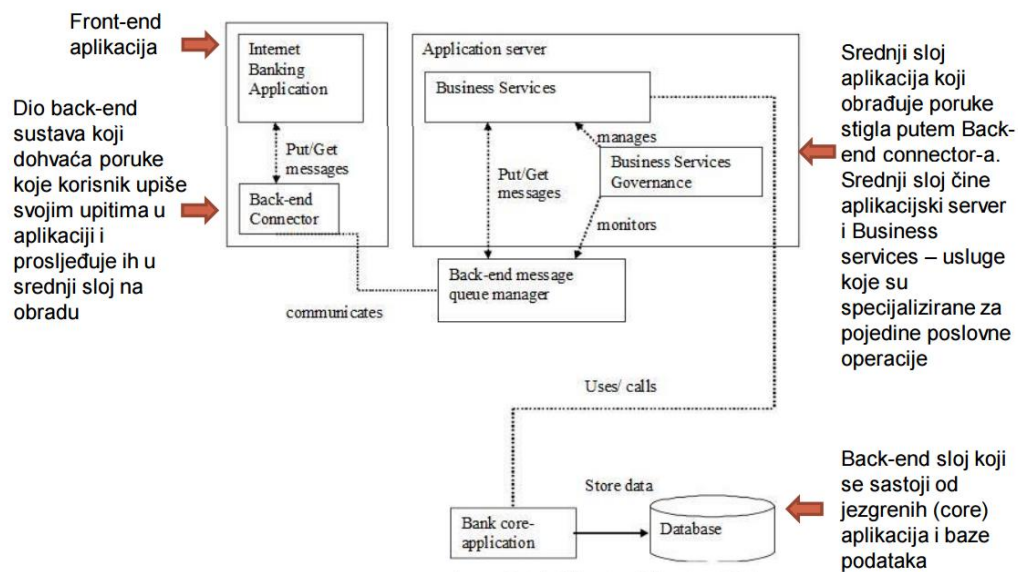 Front-end
aplikacija
Dio back-end
sustava koji
dohvaća poruke
koje korisnik upiše
svojim upitima u
aplikaciji i
prosljeđuje ih u
srednji sloj na
obradu
Internet
Banking
Application
Put/Get
messages
Back-end
Connector
communicates
Application server
Business Services
manages
Business Services
Governance
Put/Get
messages
monitors
Back-end message
queue manager
Uses/ calls
Store data
Bank core-
application
Database
Srednji sloj
aplikacija koji
obrađuje poruke
stigla putem Back-
end connector-a.
Srednji sloj čine
aplikacijski server
i Business
services – usluge
koje su
specijalizirane za
pojedine poslovne
operacije
Back-end sloj koji
se sastoji od
jezgrenih (core)
aplikacija i baze
podataka